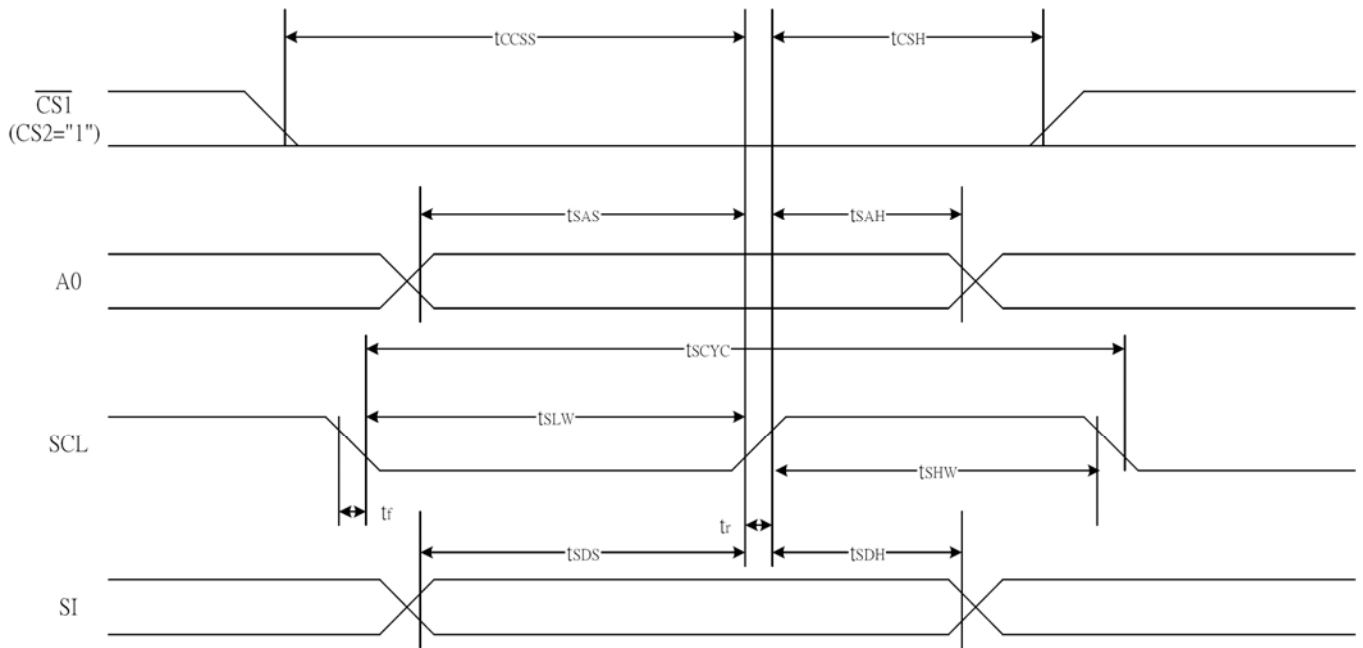 tCCSS
tCSH
CS1
(CS2="1")
tSAS
tSAH
A0
tSCYC
tSLW
SCL
tSHW
tf
tr
tSDS
tSDH
SI